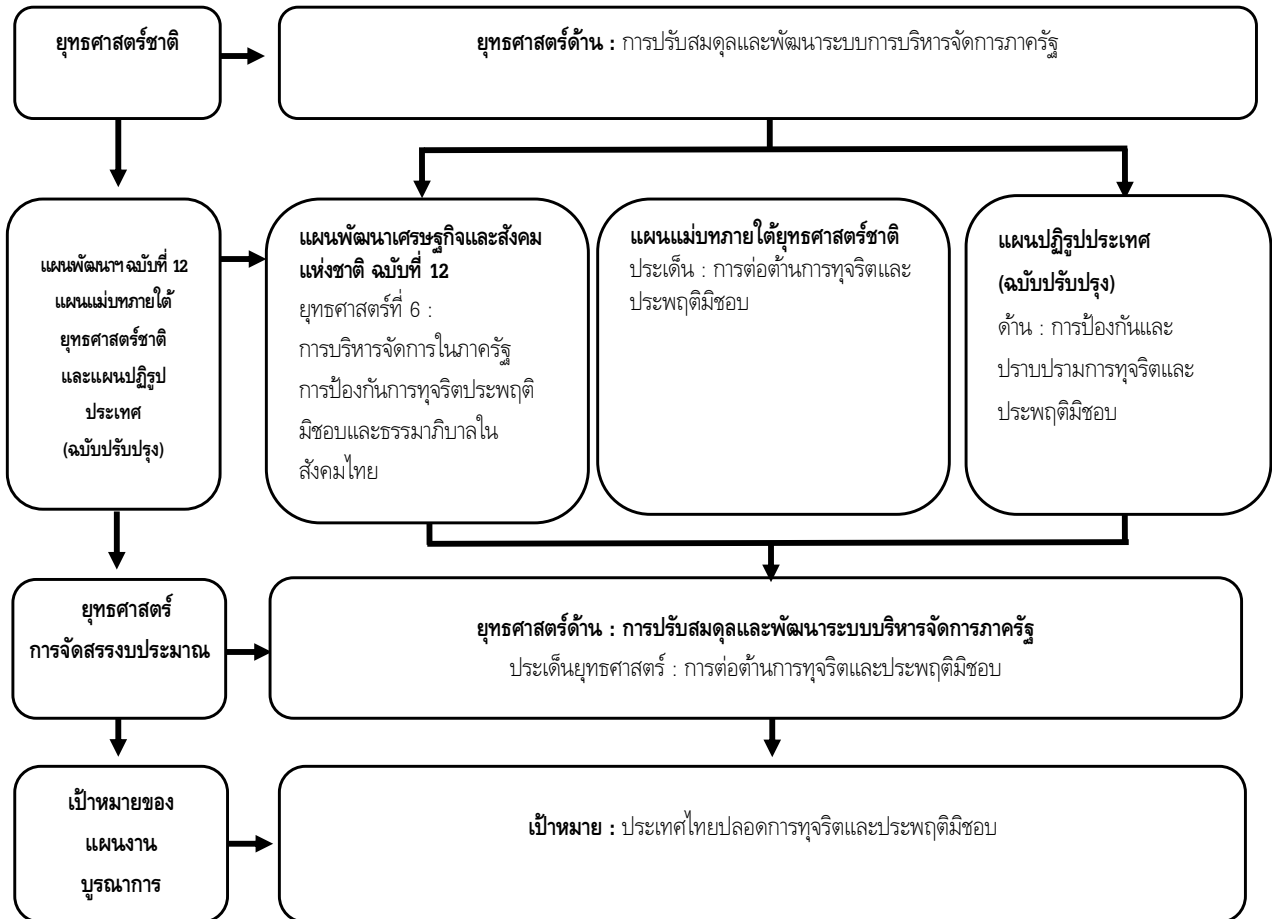 ยุทธศาสตร์ชาติ
ยุทธศาสตร์ด้าน : การปรับสมดุลและพัฒนาระบบการบริหารจัดการภาครัฐ
แผนพัฒนาฯ ฉบับที่ 12
แผนแม่บทภายใต้
ยุทธศาสตร์ชาติ
และแผนปฏิรูป
ประเทศ
(ฉบับปรับปรุง)
แผนพัฒนาเศรษฐกิจและสังคม
แห่งชาติ ฉบับที่ 12
ยุทธศาสตร์ที่ 6 :
การบริหารจัดการในภาครัฐ
การป้องกันการทุจริตประพฤติ
มิชอบและธรรมาภิบาลใน
สังคมไทย
แผนแม่บทภายใต้ยุทธศาสตร์ชาติ
ประเด็น : การต่อต้านการทุจริตและ
ประพฤติมิชอบ
แผนปฏิรูปประเทศ
(ฉบับปรับปรุง)
ด้าน : การป้องกันและ
ปราบปรามการทุจริตและ
ประพฤติมิชอบ
ยุทธศาสตร์
การจัดสรรงบประมาณ
ยุทธศาสตร์ด้าน : การปรับสมดุลและพัฒนาระบบบริหารจัดการภาครัฐ
ประเด็นยุทธศาสตร์ : การต่อต้านการทุจริตและประพฤติมิชอบ
เป้าหมายของ
แผนงาน
บูรณาการ
เป้าหมาย : ประเทศไทยปลอดการทุจริตและประพฤติมิชอบ